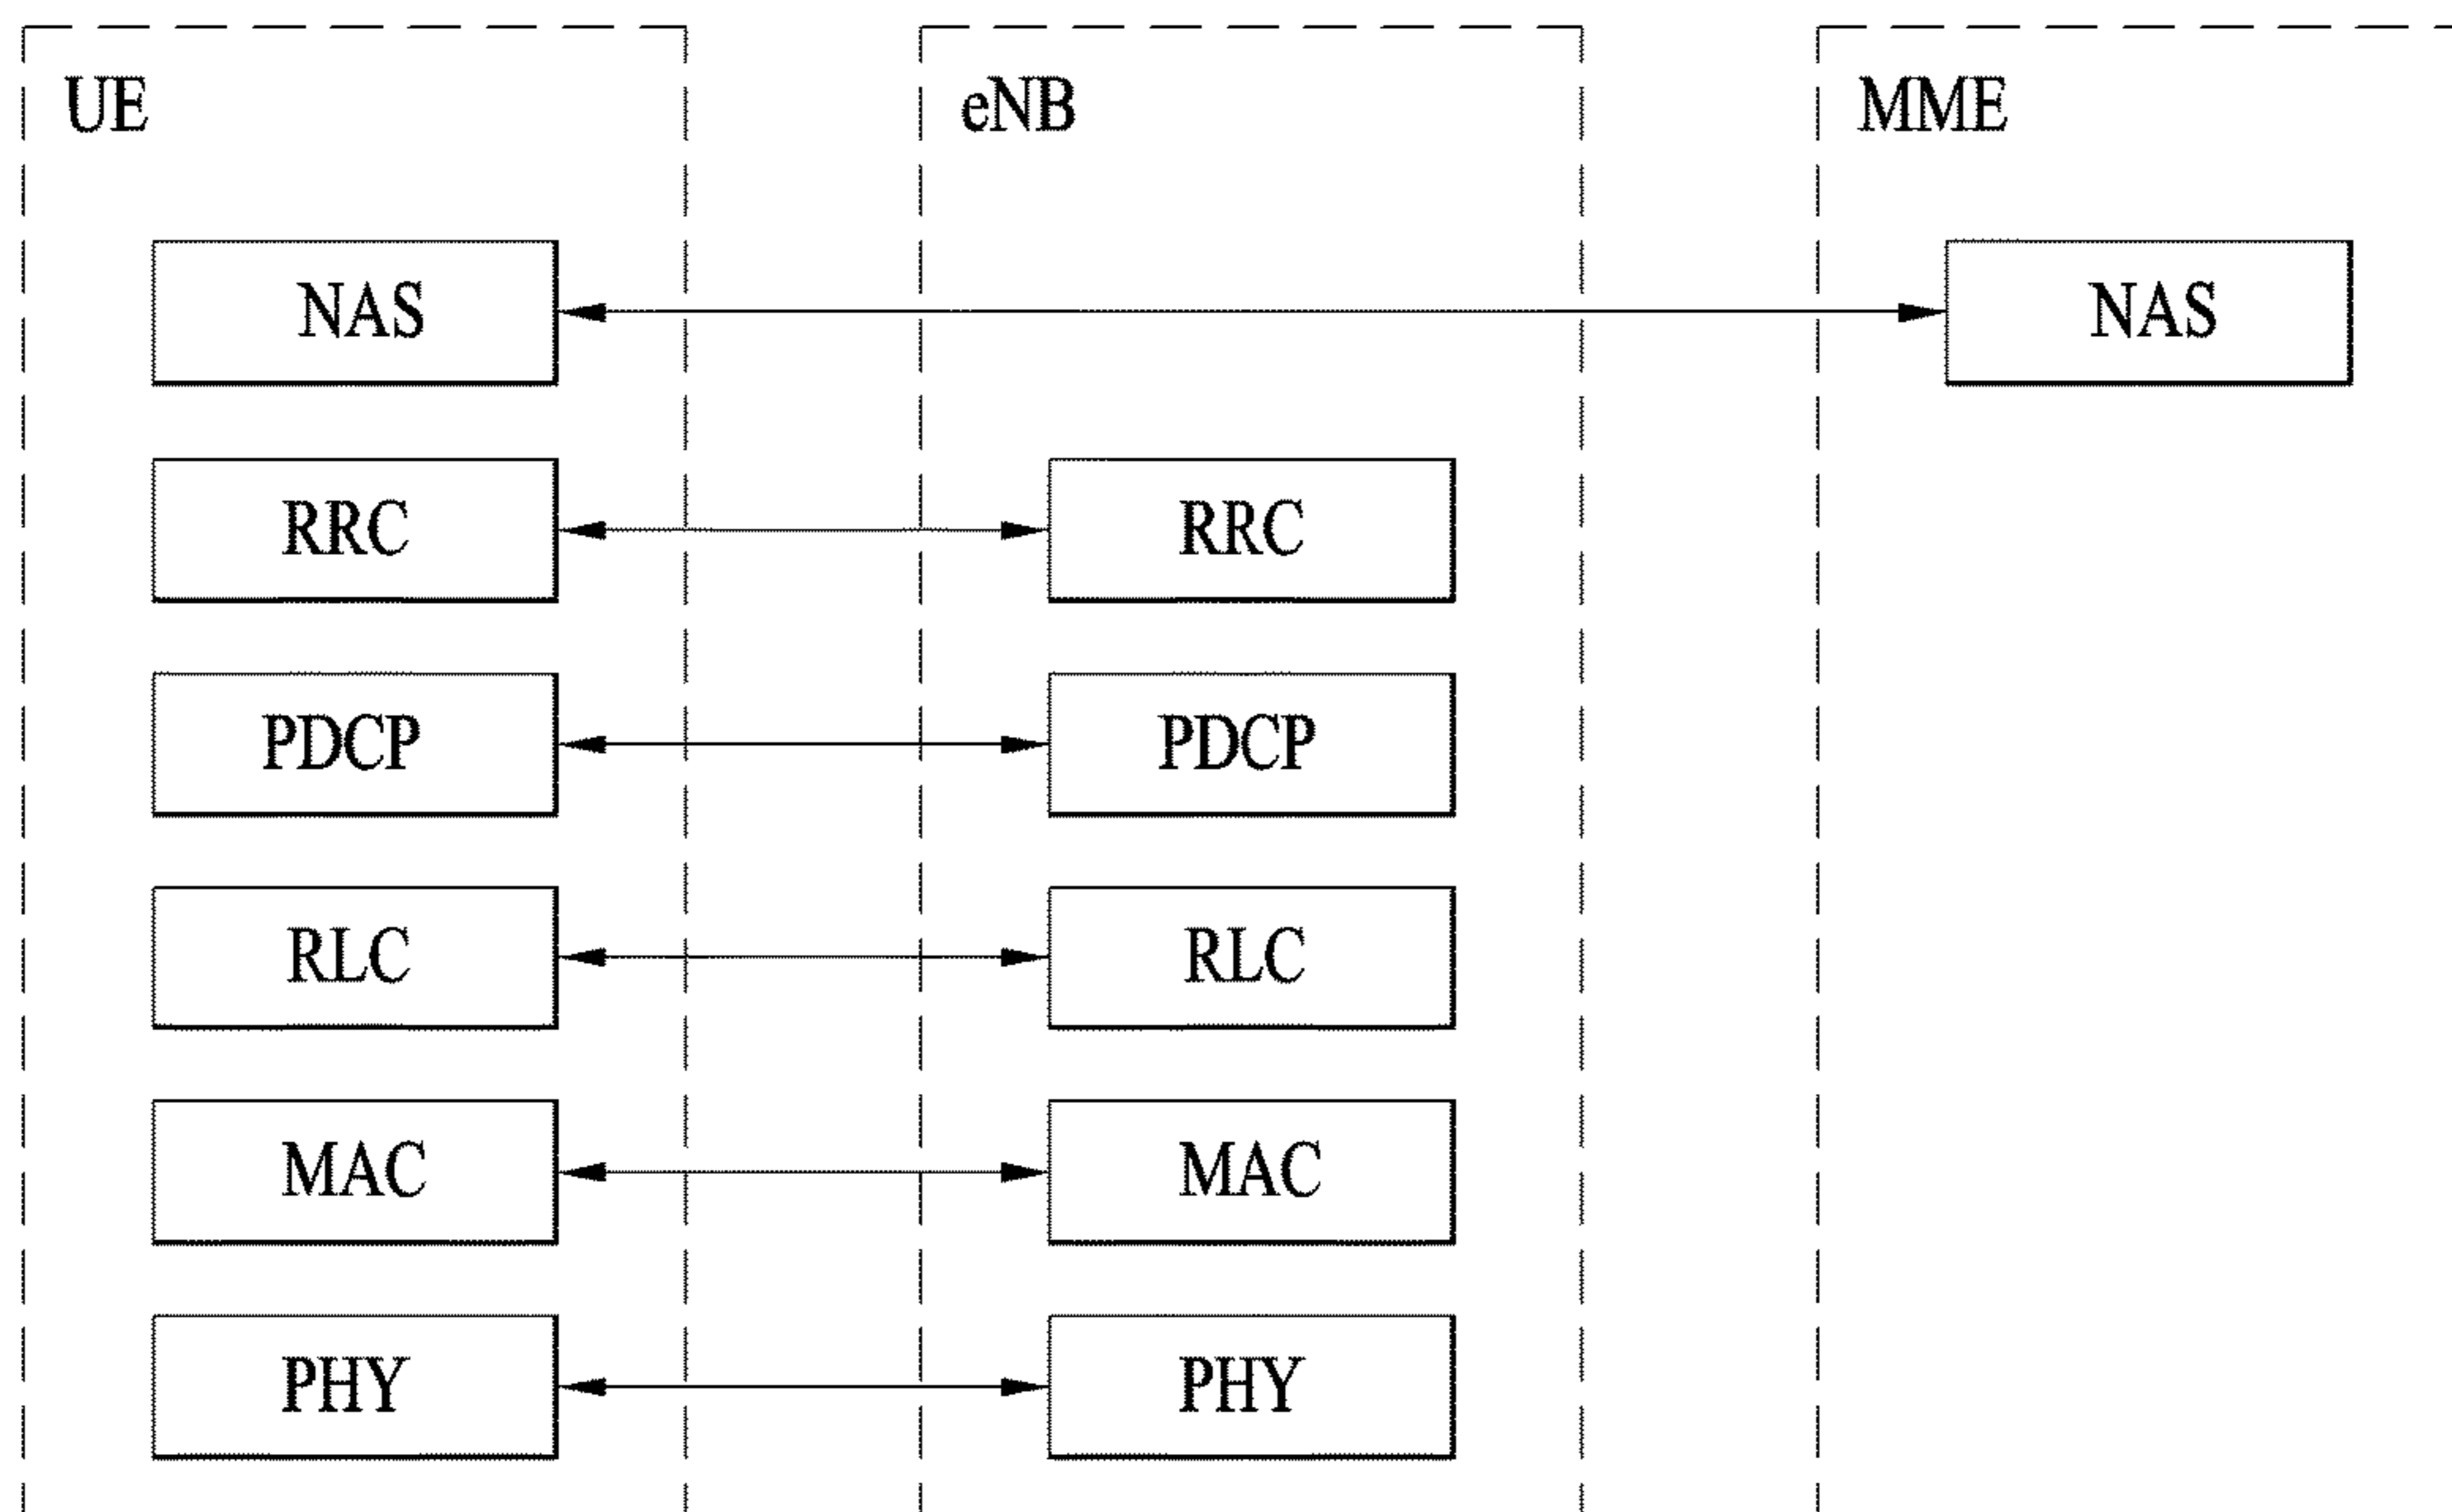 UE eNB MME
NAS NAS
RRC RRC
PDCP PDCP
RLC RLC
MAC MAC
PHY PHY